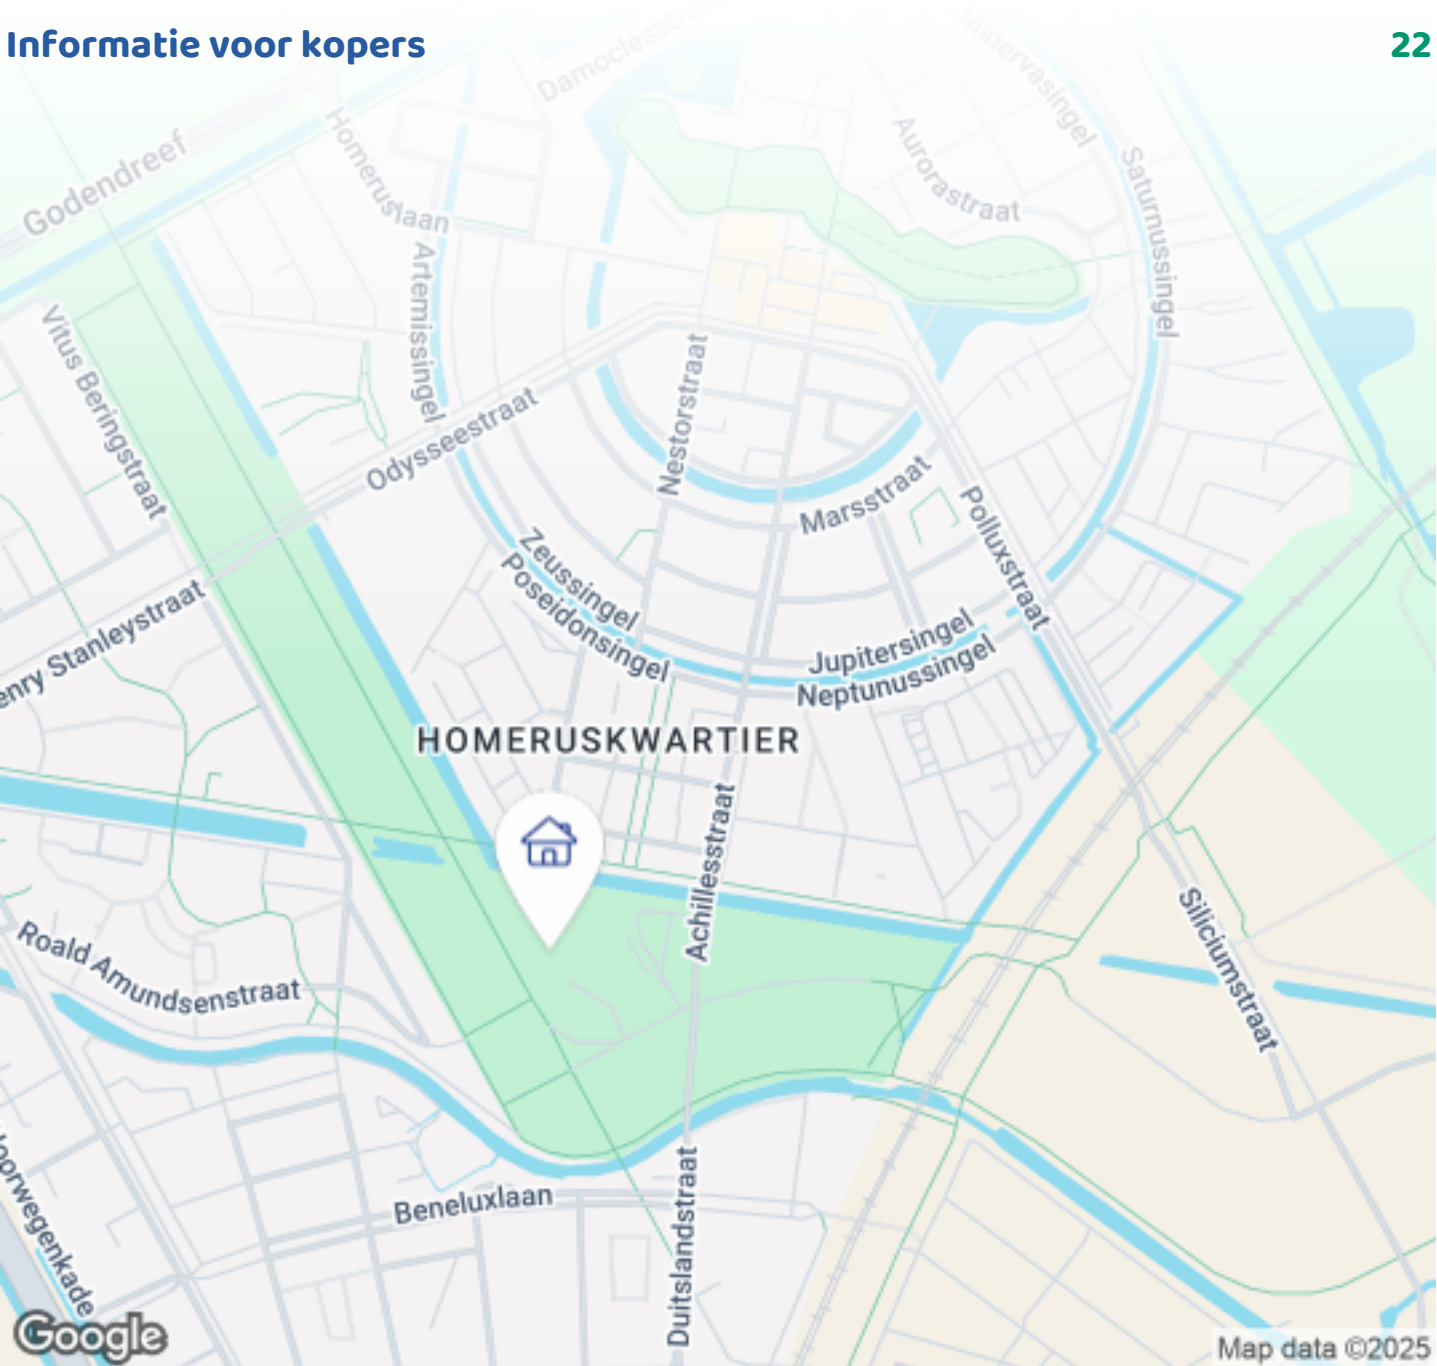 Informatie voor kopers
22
Damoclesstraat
Minervasingel
Homeruslaan
Godendreef
Aurorastraat
Saturnussingel
Artemissingel
Vitus Beringstraat
Nestorstraat
Odysseestraat
Marsstraat
Polluxstraat
Zeussingel
Poseidonsingel
enry Stanleystraat
Jupitersingel
Neptunussingel
HOMERUSKWARTIER
Achillesstraat
Siliciumstraat
Roald Amundsenstraat
oorwegenkade
Beneluxlaan
Duitslandstraat
Google
Map data ©2025